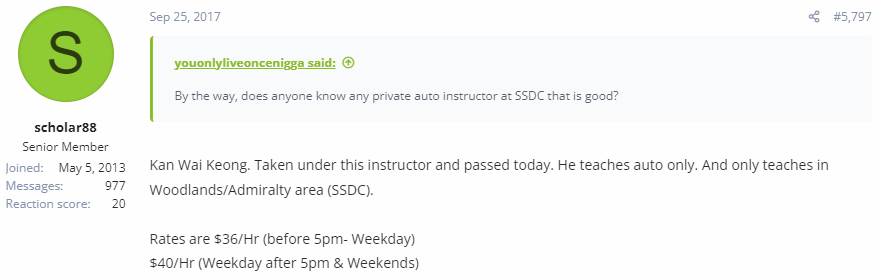 S
scholar88
Senior Member
Joined: May 5, 2013
Messages: 977
Reaction score: 20
Sep 25, 2017
#5,797
youonlyliveoncenigga said:
By the way, does anyone know any private auto instructor at SSDC that is good?
Kan Wai Keong. Taken under this instructor and passed today. He teaches auto only. And only teaches in
Woodlands/Admiralty area (SSDC).
Rates are $36/Hr (before 5pm- Weekday)
$40/Hr (Weekday after 5pm & Weekends)